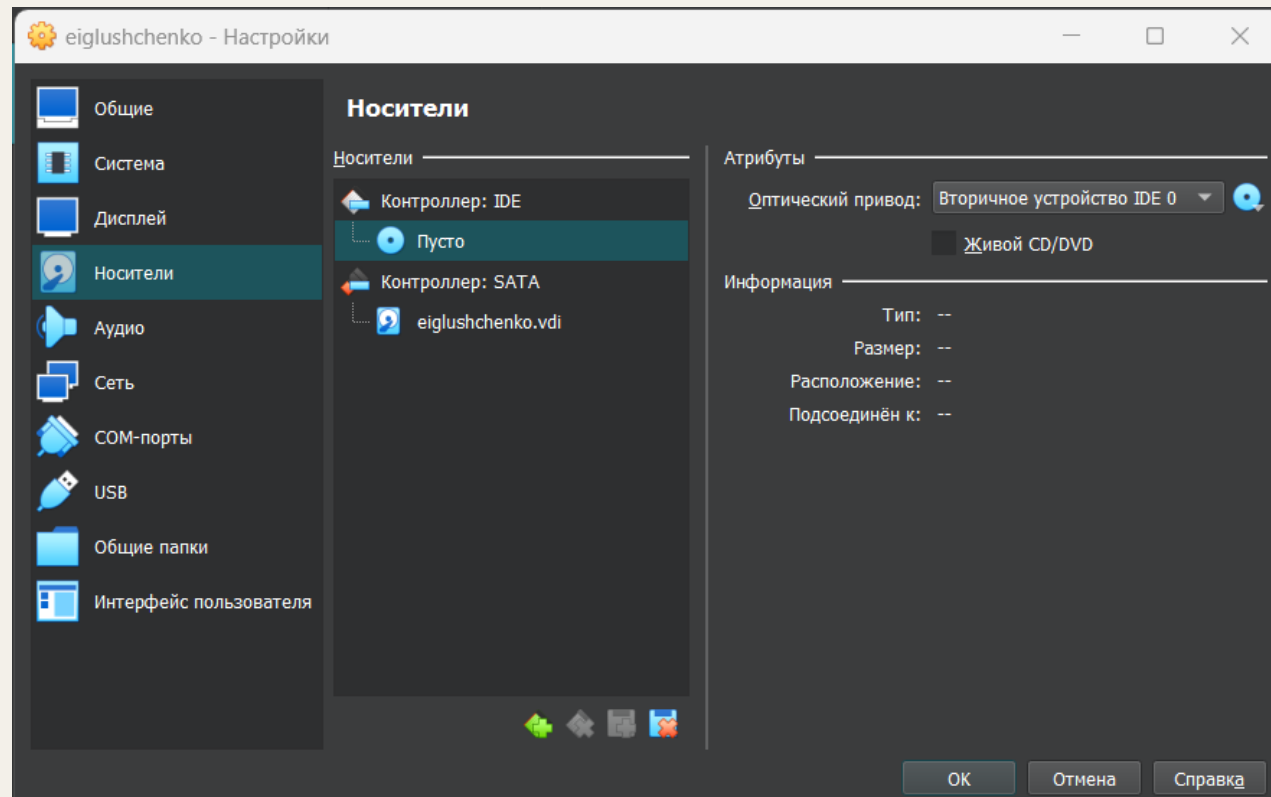 eiglushchenko - Настройки
Общие
Система
Дисплей
Носители
Аудио
Сеть
COM-порты
USB
Общие папки
Интерфейс пользователя
Носители
Носители
Контроллер: IDE
Пусто
Контроллер: SATA
eiglushchenko.vdi
Атрибуты
Оптический привод: Вторичное устройство IDE 0
Живой CD/DVD
Информация
Тип: --
Размер: --
Расположение: --
Подсоединён к: --
OK Отмена Справка